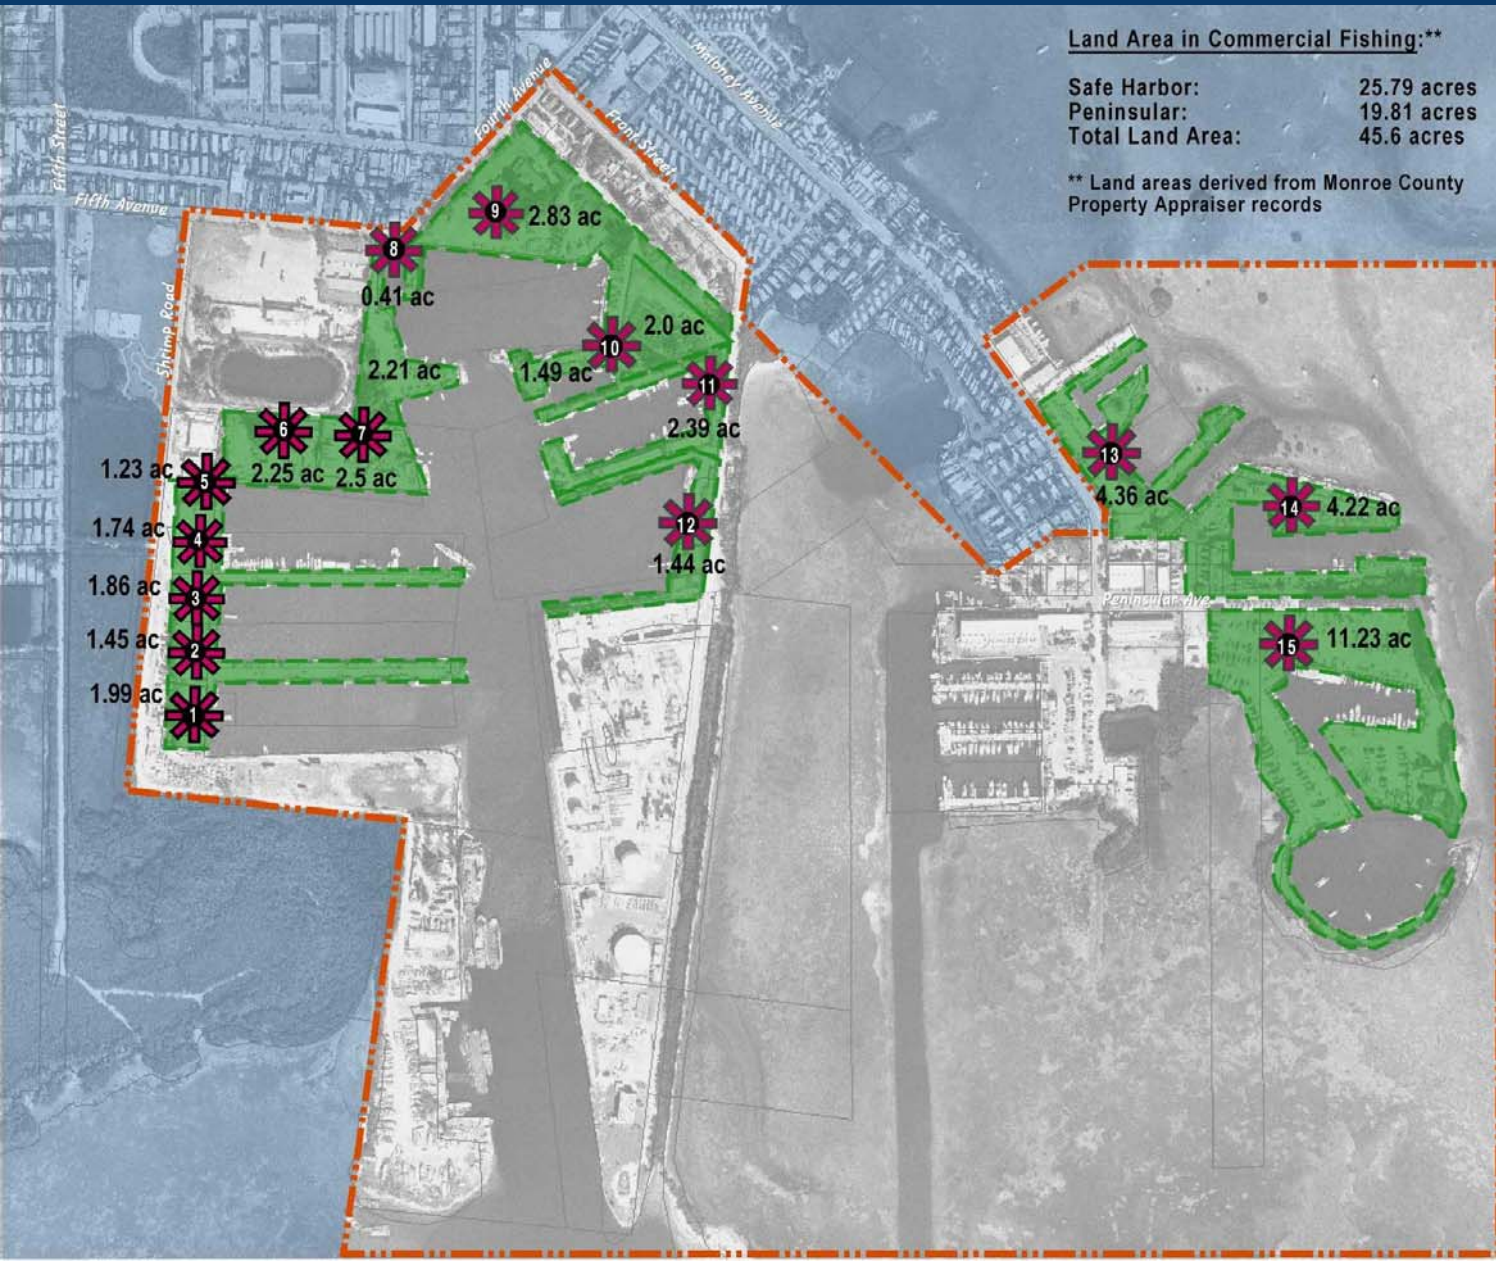 Land Area in Commercial Fishing:**
Safe Harbor: 25.79 acres
Peninsular: 19.81 acres
Total Land Area: 45.6 acres
** Land areas derived from Monroe County
Property Appraiser records
Maloney Avenue
Fourth Avenue
Front Street
Fifth Street
Fifth Avenue
Shrimp Road
Peninsular Ave
9
2.83 ac
8
0.41 ac
2.0 ac
10
2.21 ac
1.49 ac
11
2.39 ac
6
7
2.25 ac
2.5 ac
1.23 ac
5
13
4.36 ac
14
4.22 ac
1.74 ac
4
12
1.44 ac
1.86 ac
3
1.45 ac
2
15
11.23 ac
1.99 ac
1